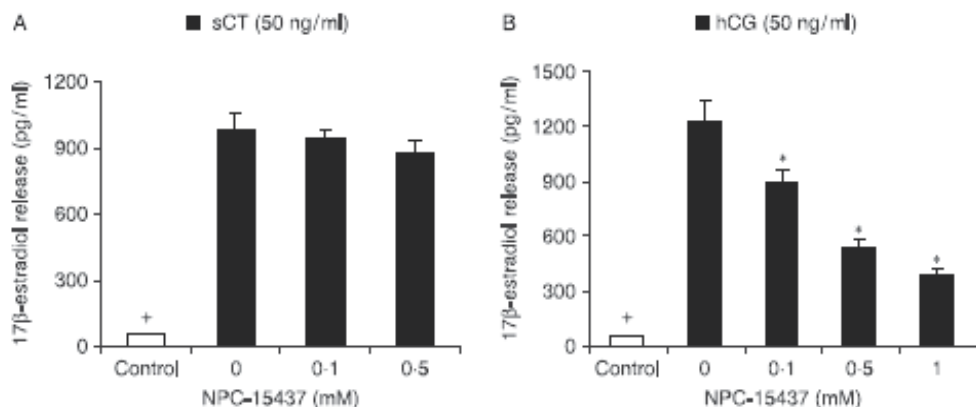 A
■ sCT (50 ng/ml)
17β-estradiol release (pg/ml)
1200
900
600
300
0
+
Control 0 0·1 0·5
NPC-15437 (mM)
B
■ hCG (50 ng/ml)
17β-estradiol release (pg/ml)
1500
1200
900
600
300
0
+
*
*
*
Control 0 0·1 0·5 1
NPC-15437 (mM)